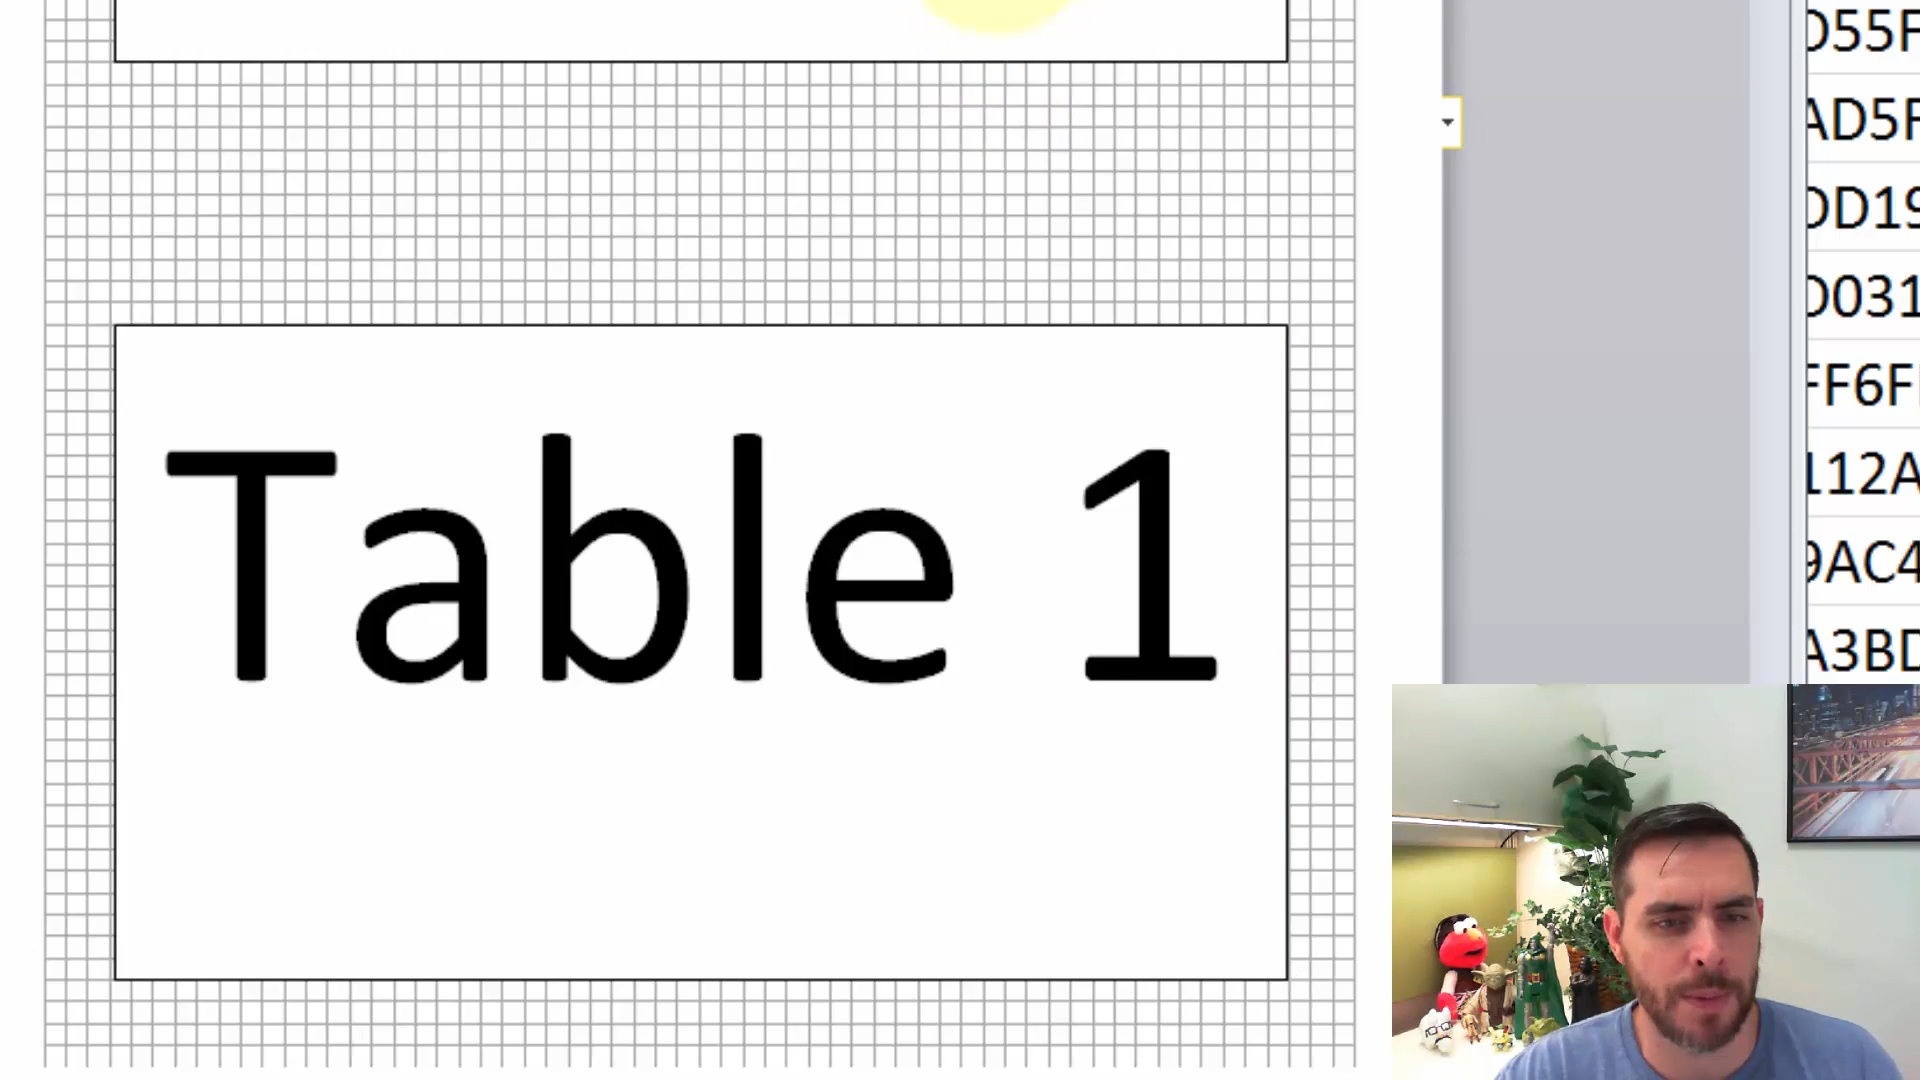 Table 1
D55F
AD5F
DD19
D031
FF6F
112A
9AC4
A3BD